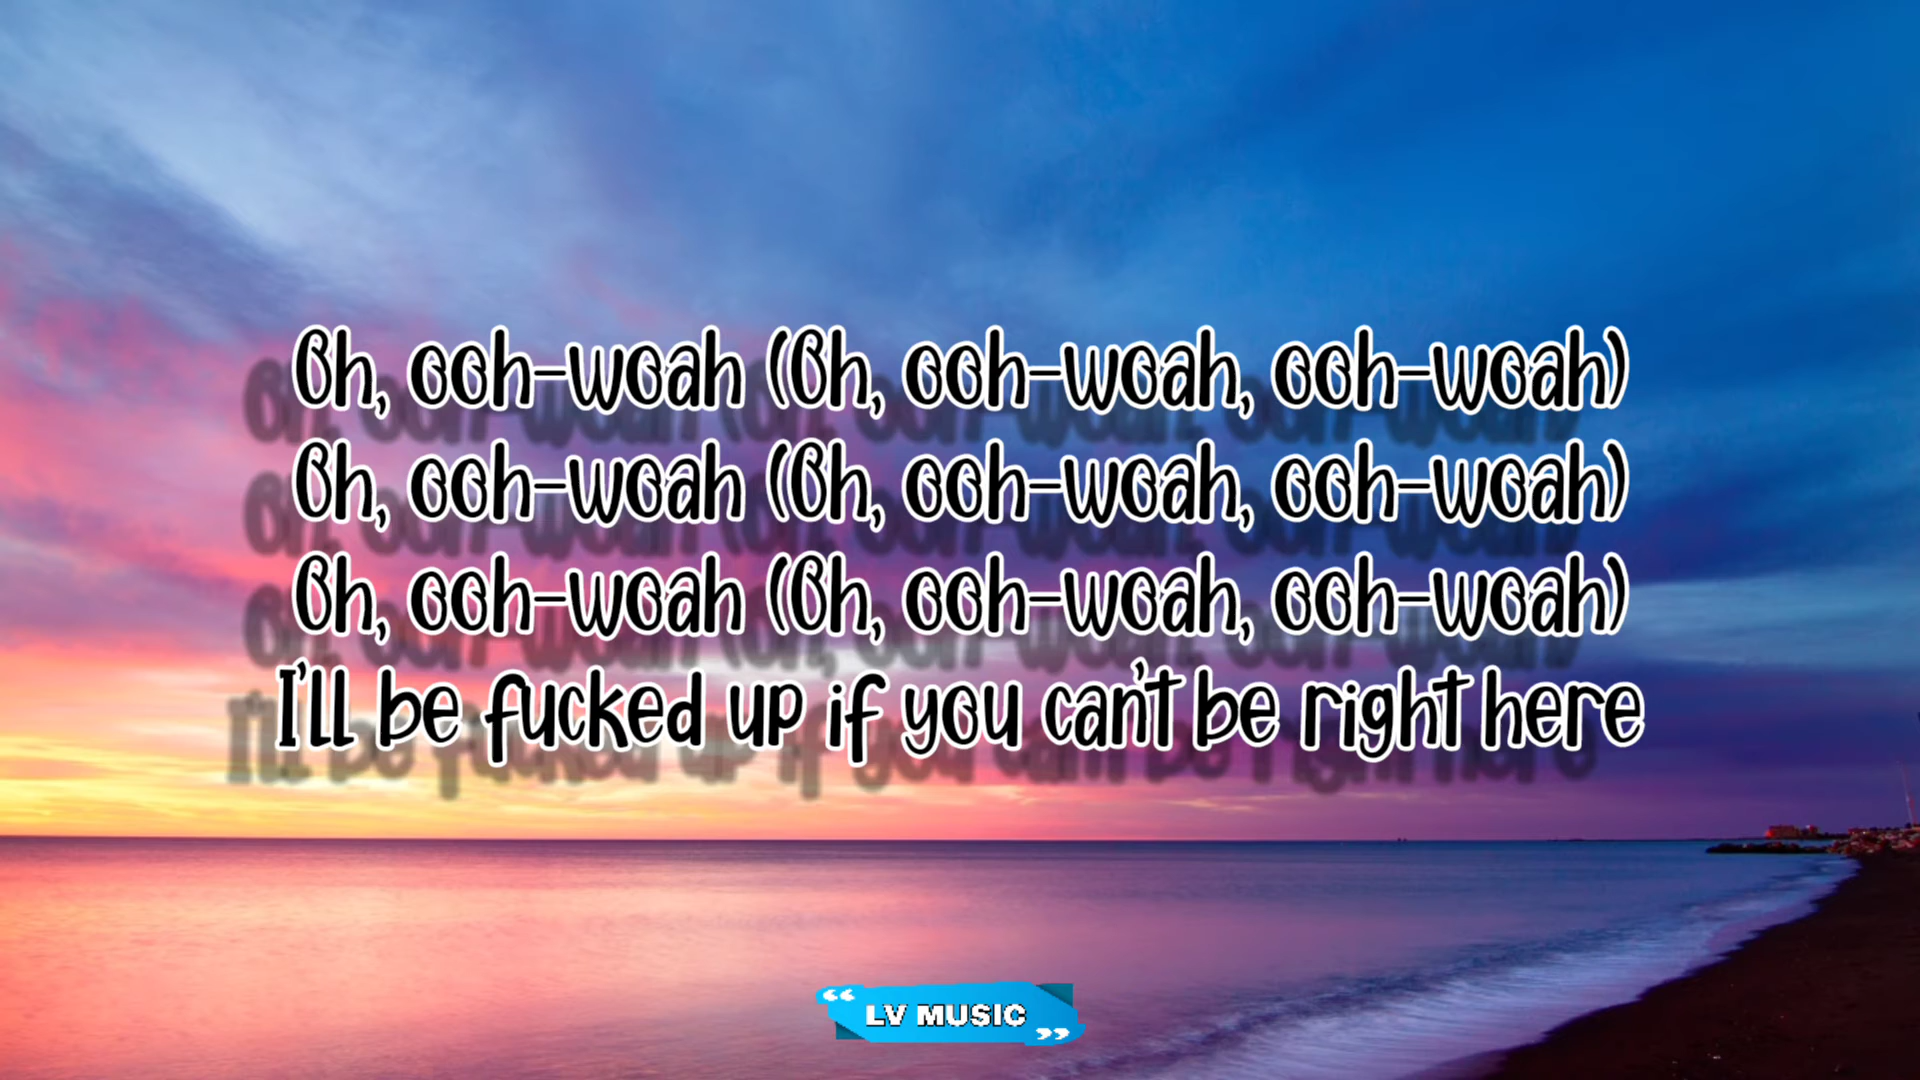 Oh, ooh-woah (Oh, ooh-woah, ooh-woah)
Oh, ooh-woah (Oh, ooh-woah, ooh-woah)
Oh, ooh-woah (Oh, ooh-woah, ooh-woah)
I'll be fucked up if you can't be right here
“ LV MUSIC ”